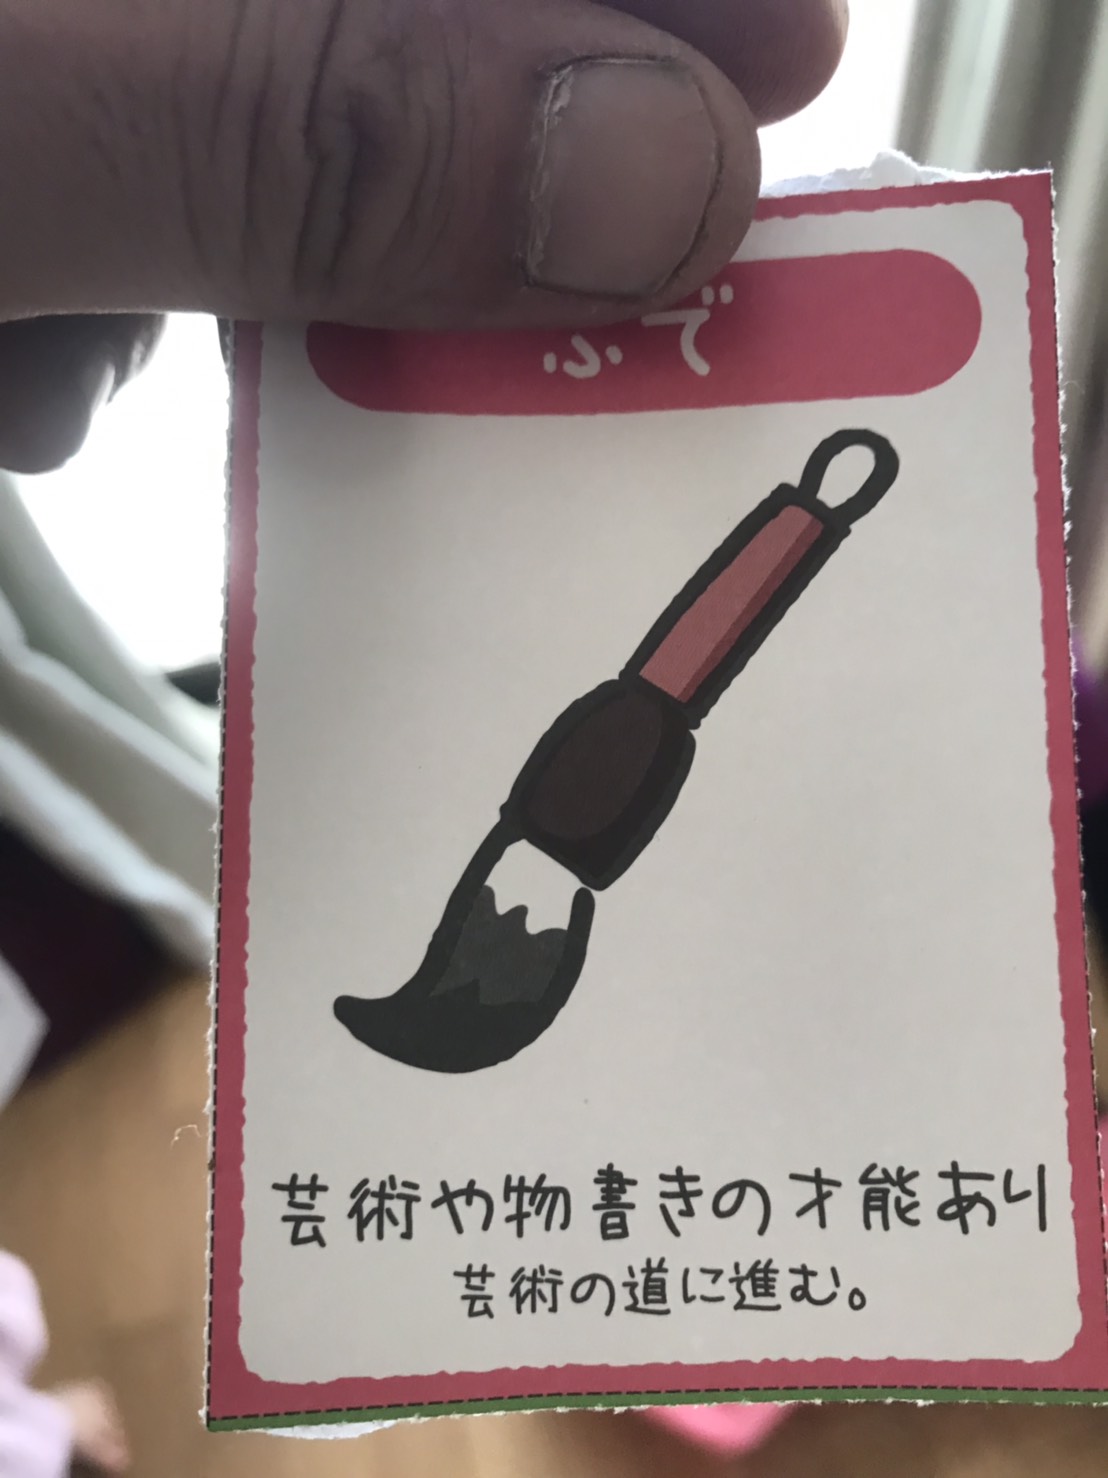 ふで
芸術や物書きの才能あり
芸術の道に進む。